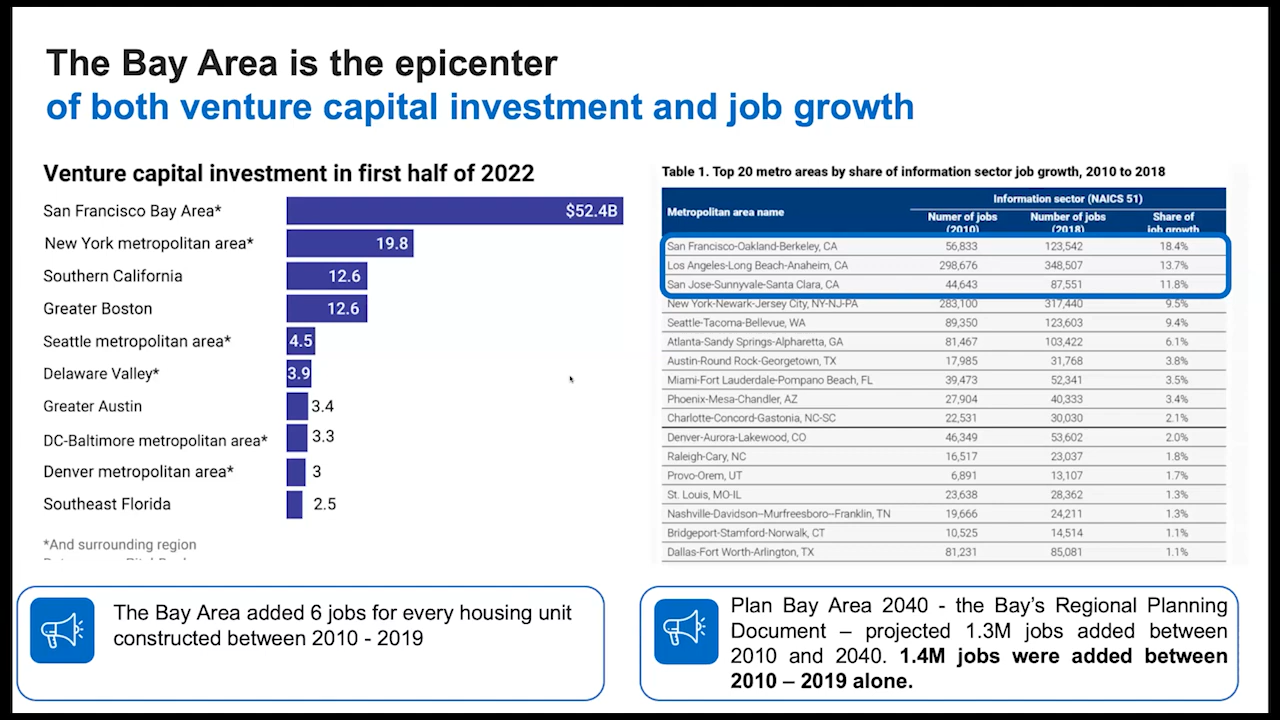 The Bay Area is the epicenter
of both venture capital investment and job growth
Venture capital investment in first half of 2022
San Francisco Bay Area* $52.4B
New York metropolitan area* 19.8
Southern California 12.6
Greater Boston 12.6
Seattle metropolitan area* 4.5
Delaware Valley* 3.9
Greater Austin 3.4
DC-Baltimore metropolitan area* 3.3
Denver metropolitan area* 3
Southeast Florida 2.5
*And surrounding region
Table 1. Top 20 metro areas by share of information sector job growth, 2010 to 2018
Information sector (NAICS 51)
Metropolitan area name
Numer of jobs Number of jobs Share of
(2010) (2018) job growth
San Francisco-Oakland-Berkeley, CA 56,833 123,542 18.4%
Los Angeles-Long Beach-Anaheim, CA 298,676 348,507 13.7%
San Jose-Sunnyvale-Santa Clara, CA 44,643 87,551 11.8%
New York-Newark-Jersey City, NY-NJ-PA 283,100 317,440 9.5%
Seattle-Tacoma-Bellevue, WA 89,350 123,603 9.4%
Atlanta-Sandy Springs-Alpharetta, GA 81,467 103,422 6.1%
Austin-Round Rock-Georgetown, TX 17,985 31,768 3.8%
Miami-Fort Lauderdale-Pompano Beach, FL 39,473 52,341 3.5%
Phoenix-Mesa-Chandler, AZ 27,904 40,333 3.4%
Charlotte-Concord-Gastonia, NC-SC 22,531 30,030 2.1%
Denver-Aurora-Lakewood, CO 46,349 53,602 2.0%
Raleigh-Cary, NC 16,517 23,037 1.8%
Provo-Orem, UT 6,891 13,107 1.7%
St. Louis, MO-IL 23,638 28,362 1.3%
Nashville-Davidson--Murfreesboro--Franklin, TN 19,666 24,211 1.3%
Bridgeport-Stamford-Norwalk, CT 10,525 14,514 1.1%
Dallas-Fort Worth-Arlington, TX 81,231 85,081 1.1%
The Bay Area added 6 jobs for every housing unit
constructed between 2010 - 2019
Plan Bay Area 2040 - the Bay's Regional Planning
Document – projected 1.3M jobs added between
2010 and 2040. 1.4M jobs were added between
2010 – 2019 alone.